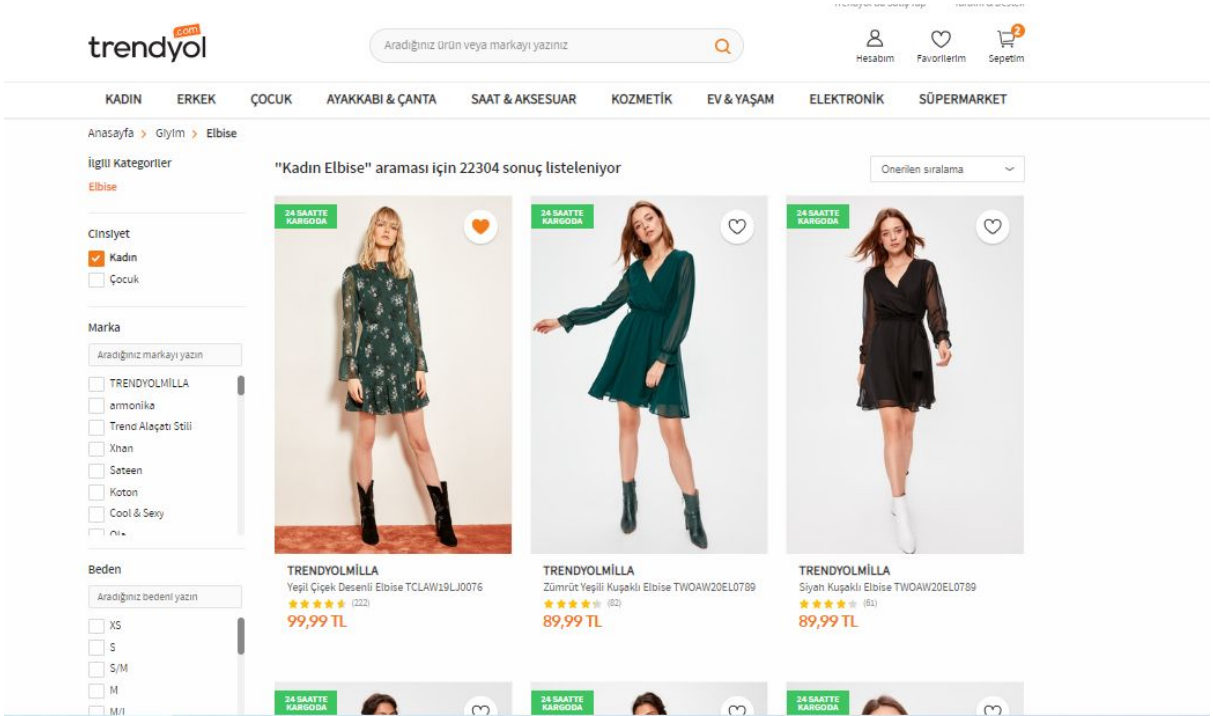 .com
trendyol
Aradığınız ürün veya markayı yazınız
Hesabım
Favorilerim
2
Sepetim
KADIN ERKEK ÇOCUK AYAKKABI & ÇANTA SAAT & AKSESUAR KOZMETİK EV & YAŞAM ELEKTRONİK SÜPERMARKET
Anasayfa > Giyim > Elbise
İlgili Kategoriler
Elbise
Cinsiyet
Kadın
Çocuk
Marka
Aradığınız markayı yazın
TRENDYOLMİLLA
armonika
Trend Alaçatı Stili
Xhan
Sateen
Koton
Cool & Sexy
Beden
Aradığınız bedeni yazın
XS
S
S/M
M
"Kadın Elbise" araması için 22304 sonuç listeleniyor
Önerilen sıralama
24 SAATTE
KARGODA
24 SAATTE
KARGODA
24 SAATTE
KARGODA
TRENDYOLMİLLA
Yeşil Çiçek Desenli Elbise TCLAW19LJ0076
(222)
99,99 TL
TRENDYOLMİLLA
Zümrüt Yeşili Kuşaklı Elbise TWOAW20EL0789
(82)
89,99 TL
TRENDYOLMİLLA
Siyah Kuşaklı Elbise TWOAW20EL0789
(61)
89,99 TL
24 SAATTE
KARGODA
24 SAATTE
KARGODA
24 SAATTE
KARGODA